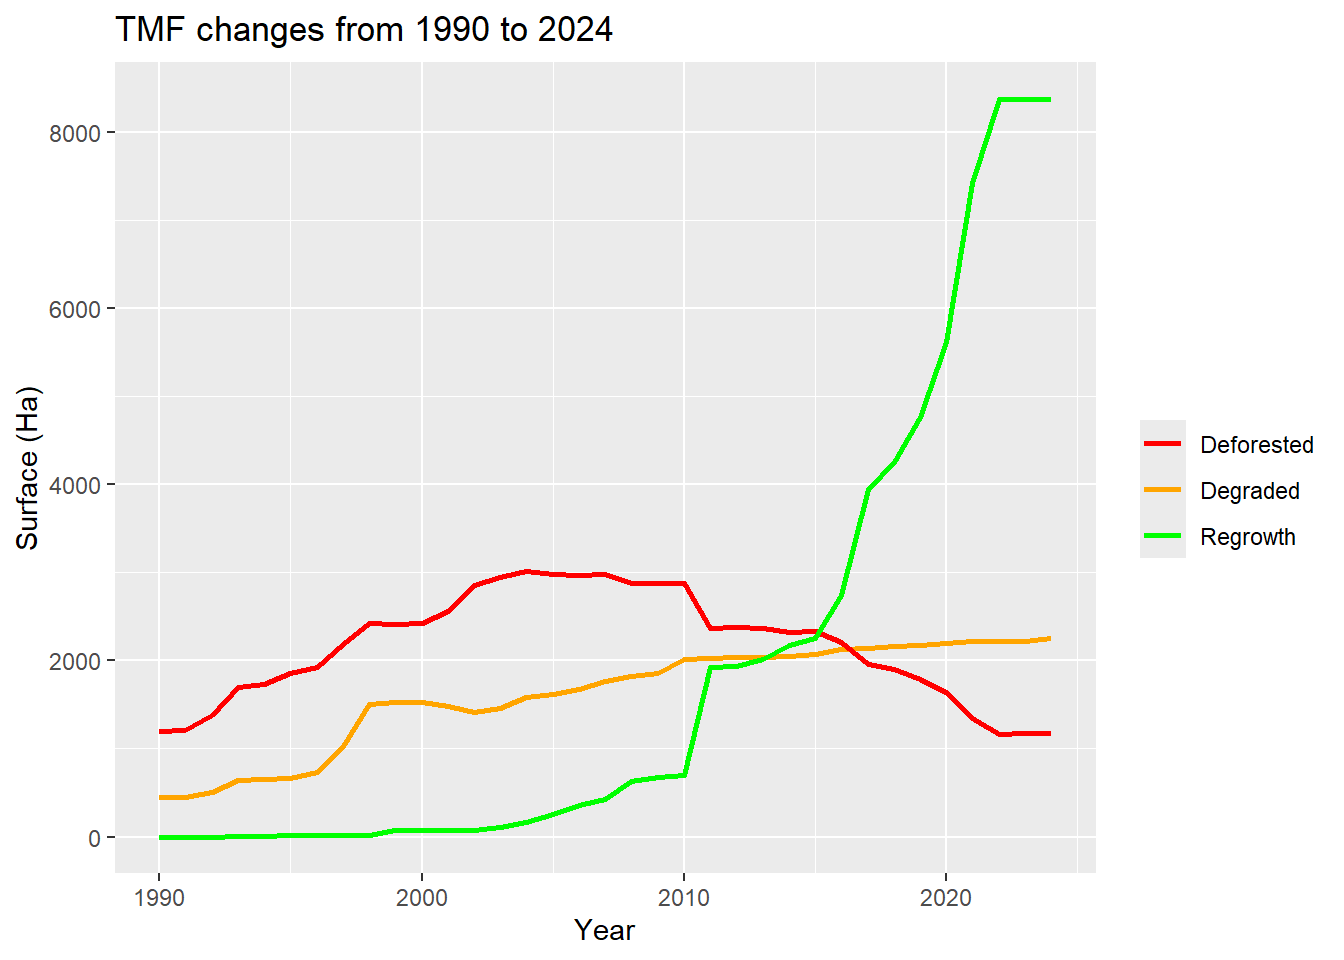 TMF changes from 1990 to 2024
8000
6000
4000
2000
0
Surface (Ha)
1990
2000
2010
2020
Year
Deforested
Degraded
Regrowth